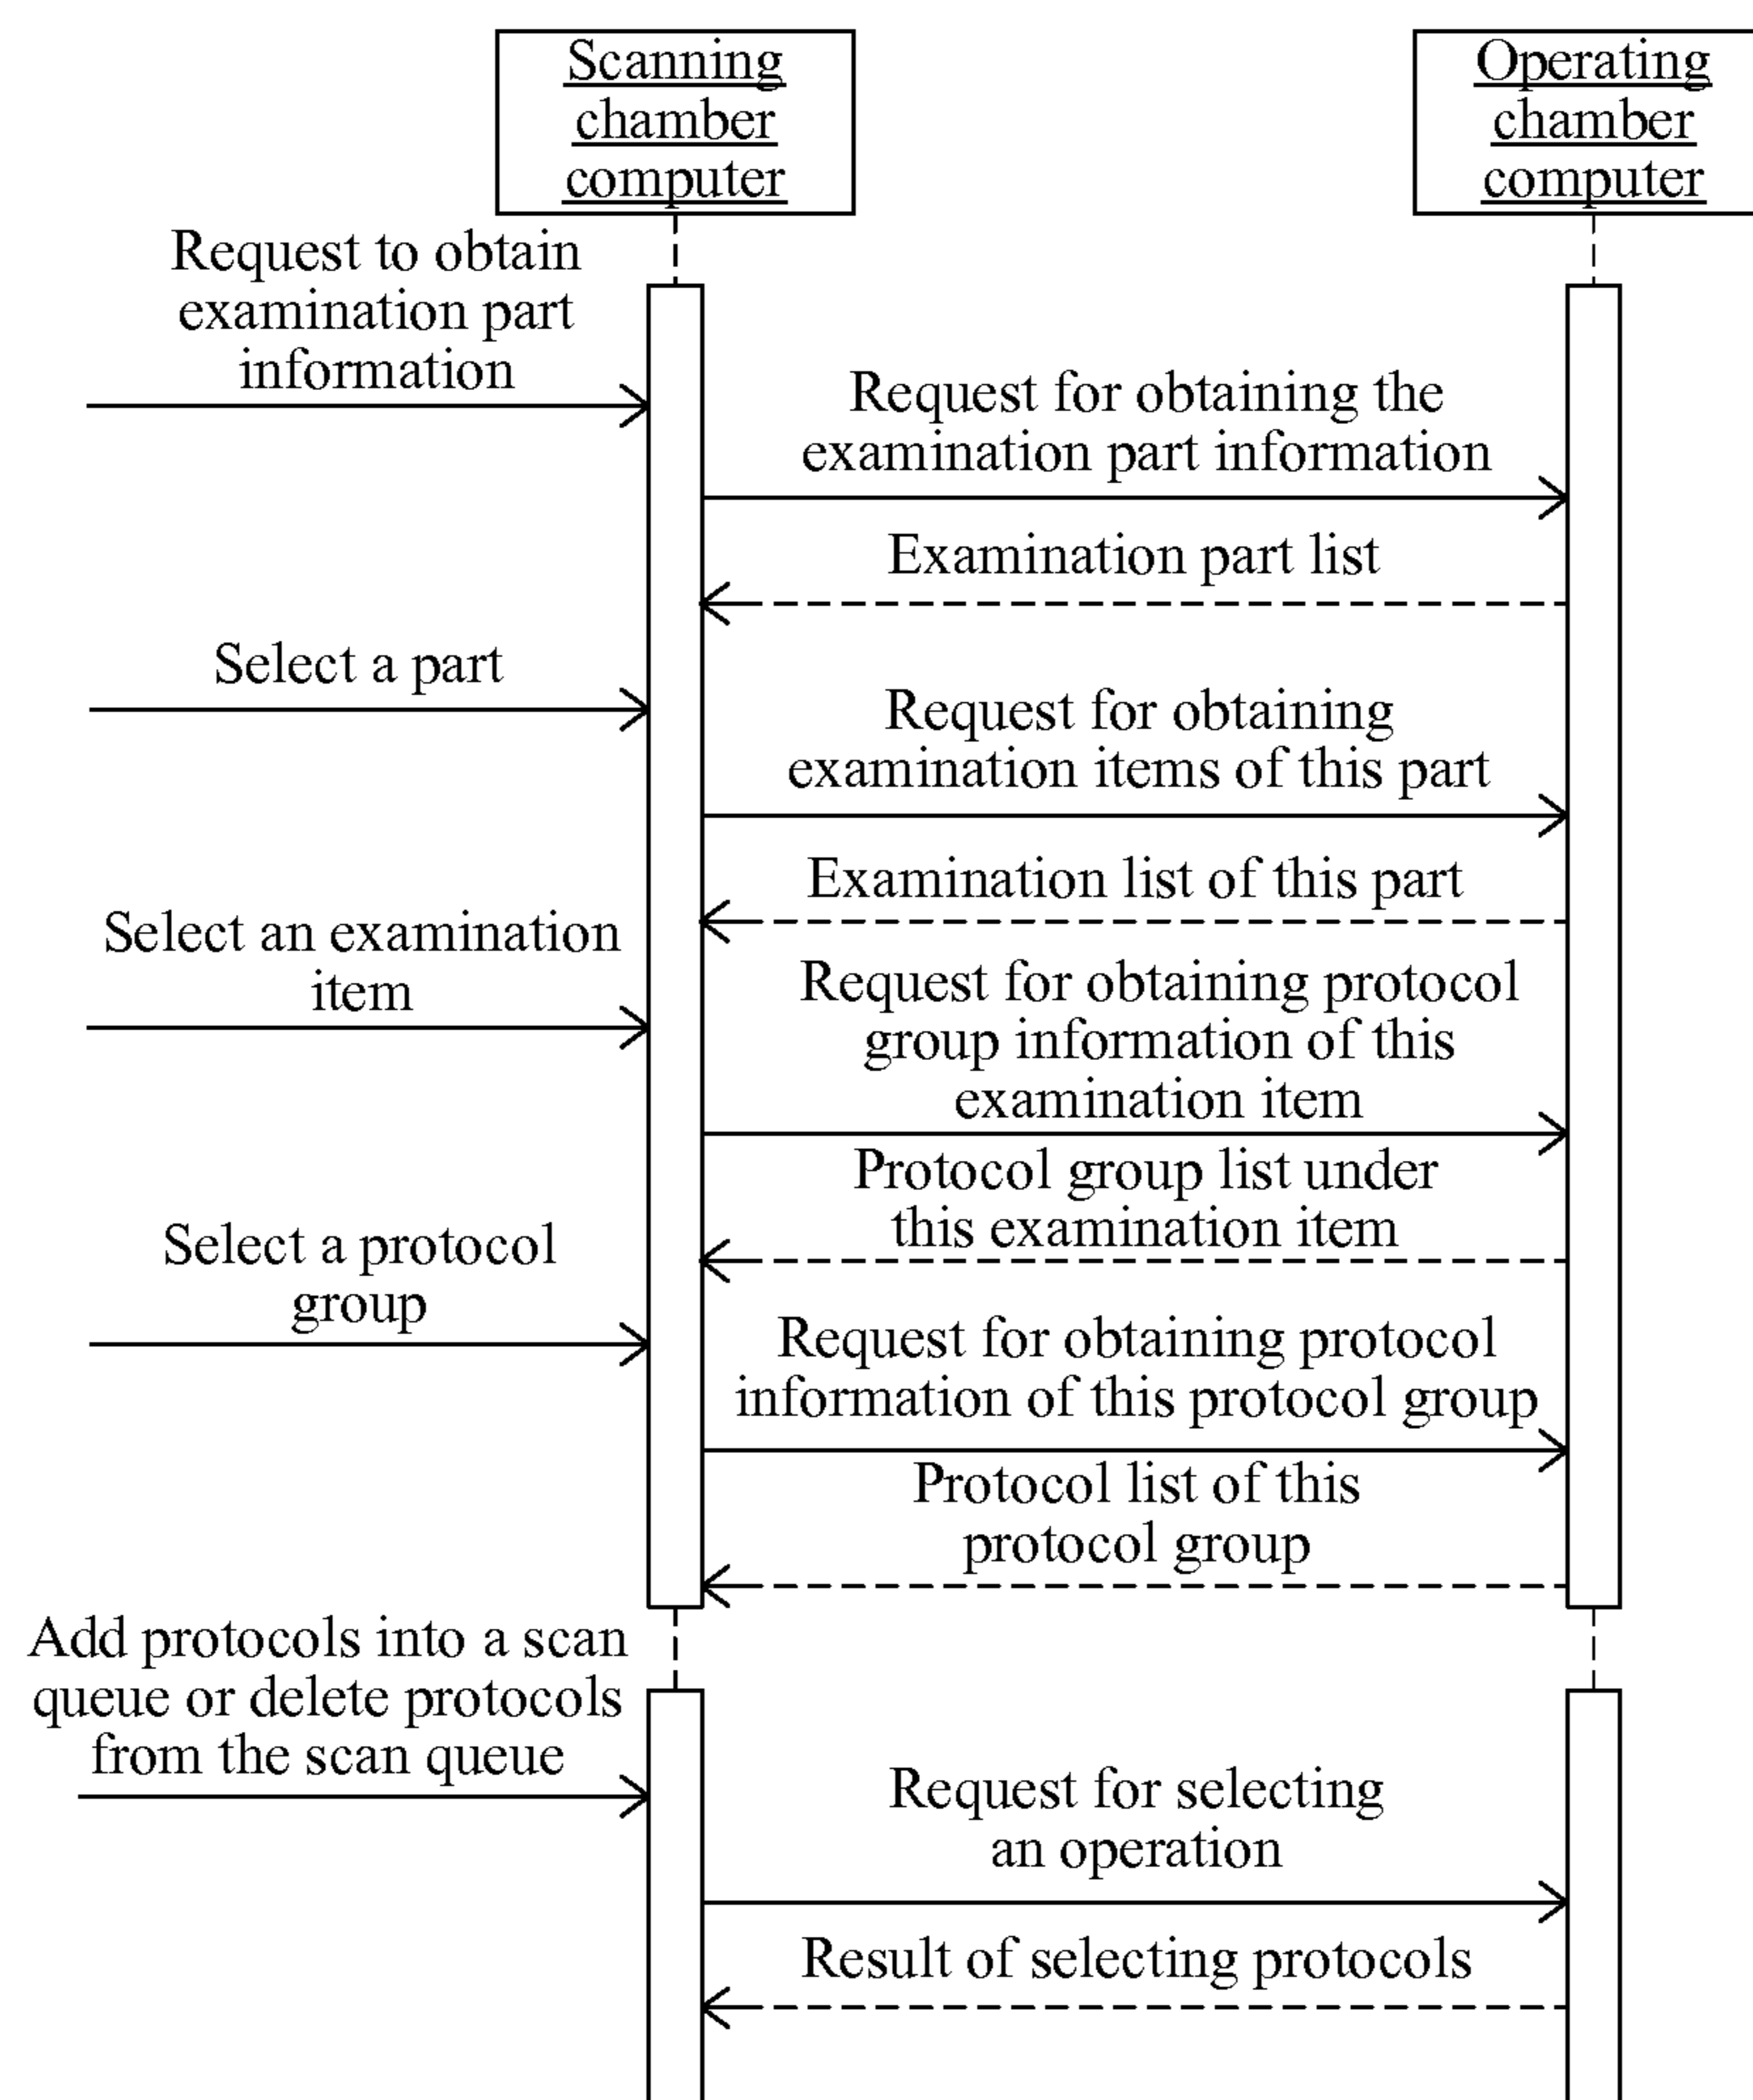 Scanning
chamber
computer
Operating
chamber
computer
Request to obtain
examination part
information
Request for obtaining the
examination part information
Examination part list
Select a part
Request for obtaining
examination items of this part
Examination list of this part
Select an examination
item
Request for obtaining protocol
group information of this
examination item
Protocol group list under
this examination item
Select a protocol
group
Request for obtaining protocol
information of this protocol group
Protocol list of this
protocol group
Add protocols into a scan
queue or delete protocols
from the scan queue
Request for selecting
an operation
Result of selecting protocols